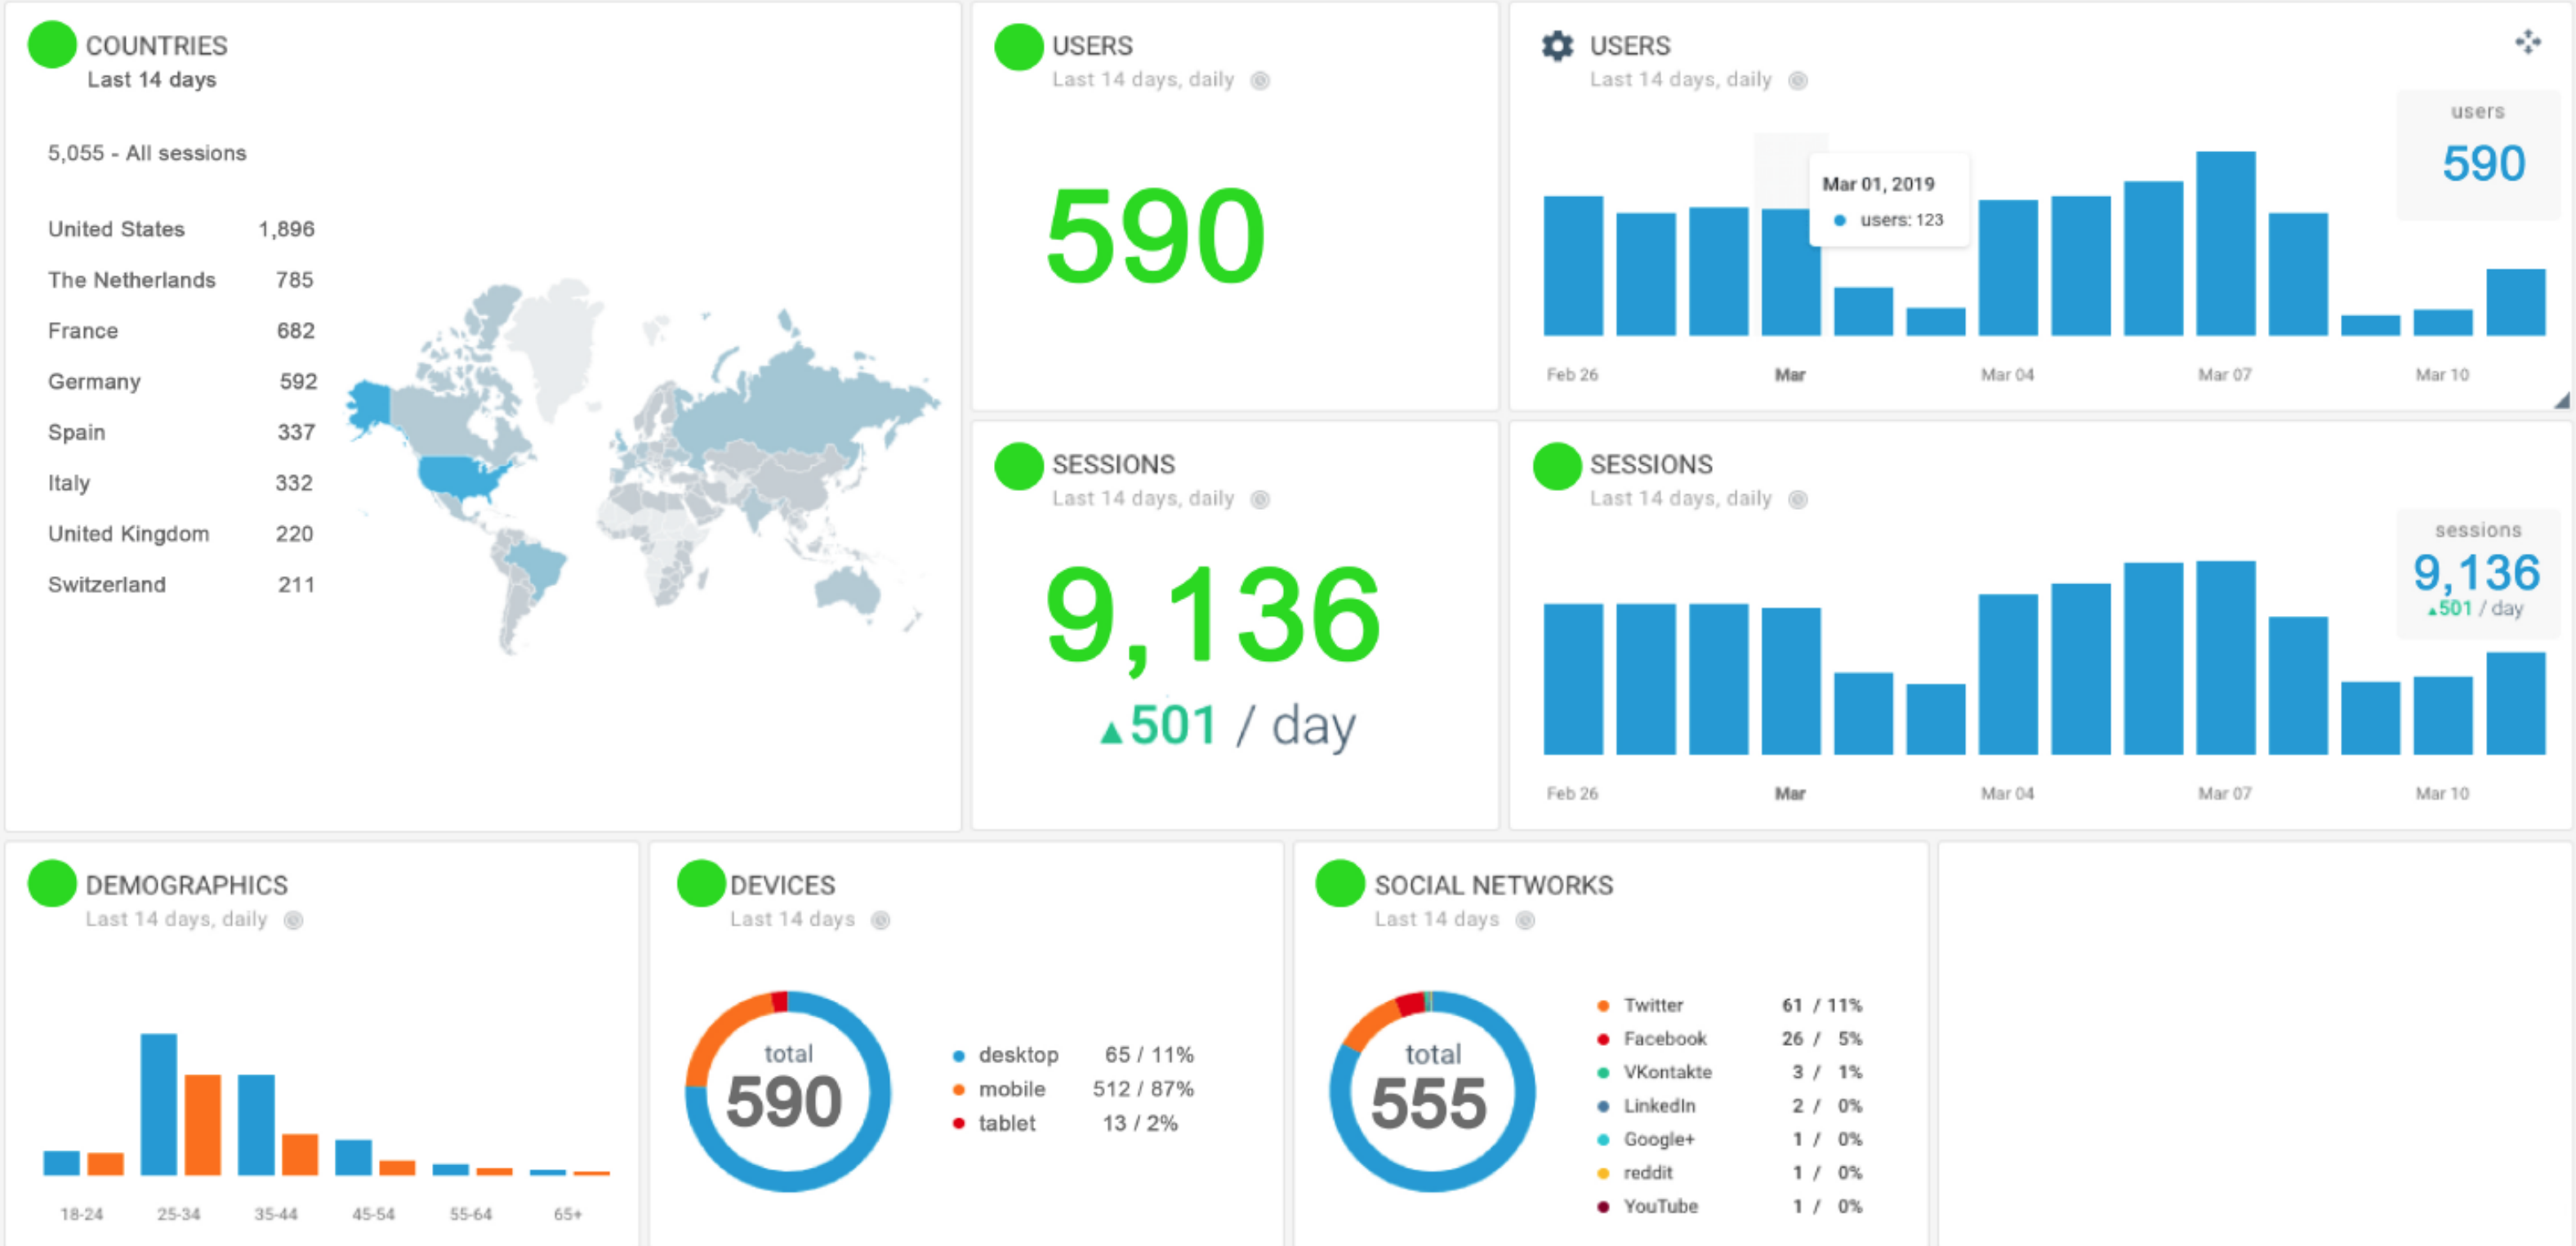 COUNTRIES
Last 14 days
5,055 - All sessions
United States 1,896
The Netherlands 785
France 682
Germany 592
Spain 337
Italy 332
United Kingdom 220
Switzerland 211
USERS
Last 14 days, daily
590
USERS
Last 14 days, daily
users
590
Mar 01, 2019
users: 123
Feb 26 Mar Mar 04 Mar 07 Mar 10
SESSIONS
Last 14 days, daily
9,136
▲501 / day
SESSIONS
Last 14 days, daily
sessions
9,136
▲501 / day
Feb 26 Mar Mar 04 Mar 07 Mar 10
DEMOGRAPHICS
Last 14 days, daily
18-24 25-34 35-44 45-54 55-64 65+
DEVICES
Last 14 days
total
590
desktop 65 / 11%
mobile 512 / 87%
tablet 13 / 2%
SOCIAL NETWORKS
Last 14 days
total
555
Twitter 61 / 11%
Facebook 26 / 5%
VKontakte 3 / 1%
LinkedIn 2 / 0%
Google+ 1 / 0%
reddit 1 / 0%
YouTube 1 / 0%